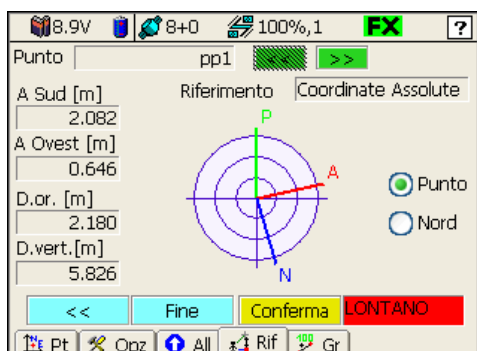 8.9V 8+0 100%,1 FX ?
Punto pp1 << >>
A Sud [m] Riferimento Coordinate Assolute
2.082
A Ovest [m]
0.646
D.or. [m]
2.180
D.vert.[m]
5.826
P
A
N
Punto
Nord
<< Fine Conferma LONTANO
Pt Opz All Rif Gr